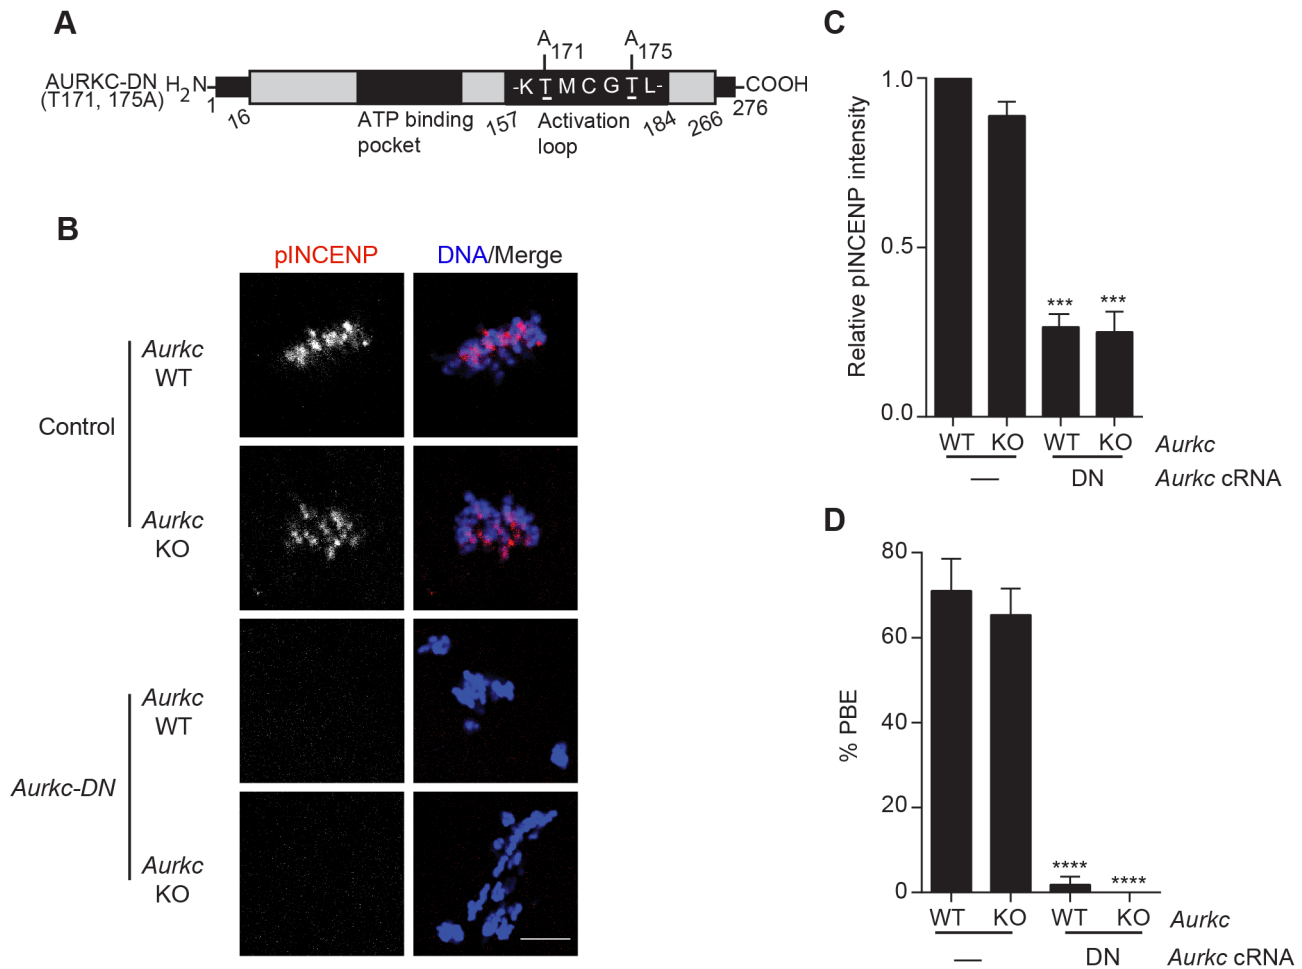 A
A171 A175
AURKC-DN
(T171, 175A)
H2N
-K T M C G T L-
COOH
1
16
ATP binding
pocket
157
Activation
loop
184
266
276
B
pINCENP DNA/Merge
Control
Aurkc
WT
Aurkc
KO
Aurkc-DN
Aurkc
WT
Aurkc
KO
C
Relative pINCENP intensity
1.0
0.5
0.0
*** ***
WT KO WT KO Aurkc
— DN Aurkc cRNA
D
% PBE
80
60
40
20
0
**** ****
WT KO WT KO Aurkc
— DN Aurkc cRNA